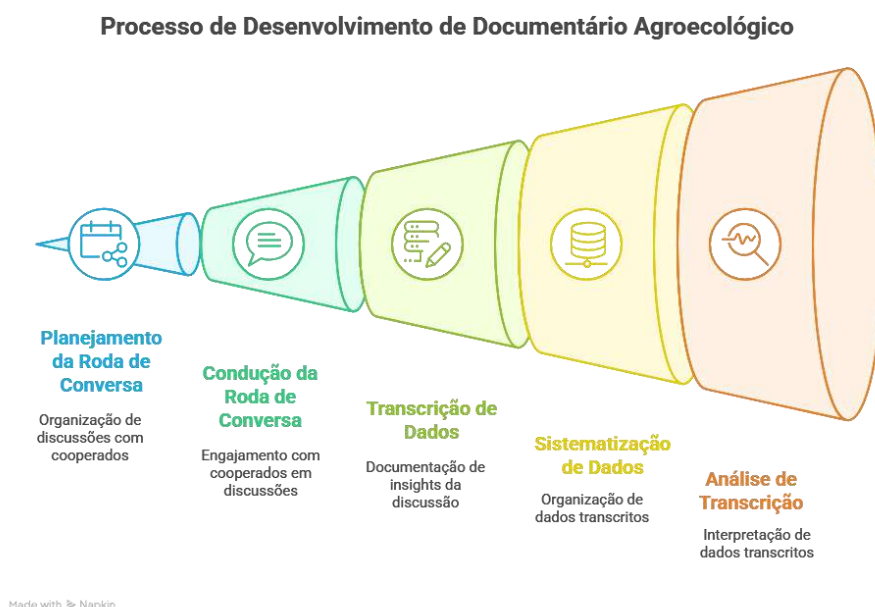 Processo de Desenvolvimento de Documentário Agroecológico
Planejamento
da Roda de
Conversa
Organização de
discussões com
cooperados
Condução da
Roda de
Conversa
Engajamento com
cooperados em
discussões
Transcrição de
Dados
Documentação de
insights da
discussão
Sistematização
de Dados
Organização de
dados transcritos
Análise de
Transcrição
Interpretação de
dados transcritos
Made with Napkin